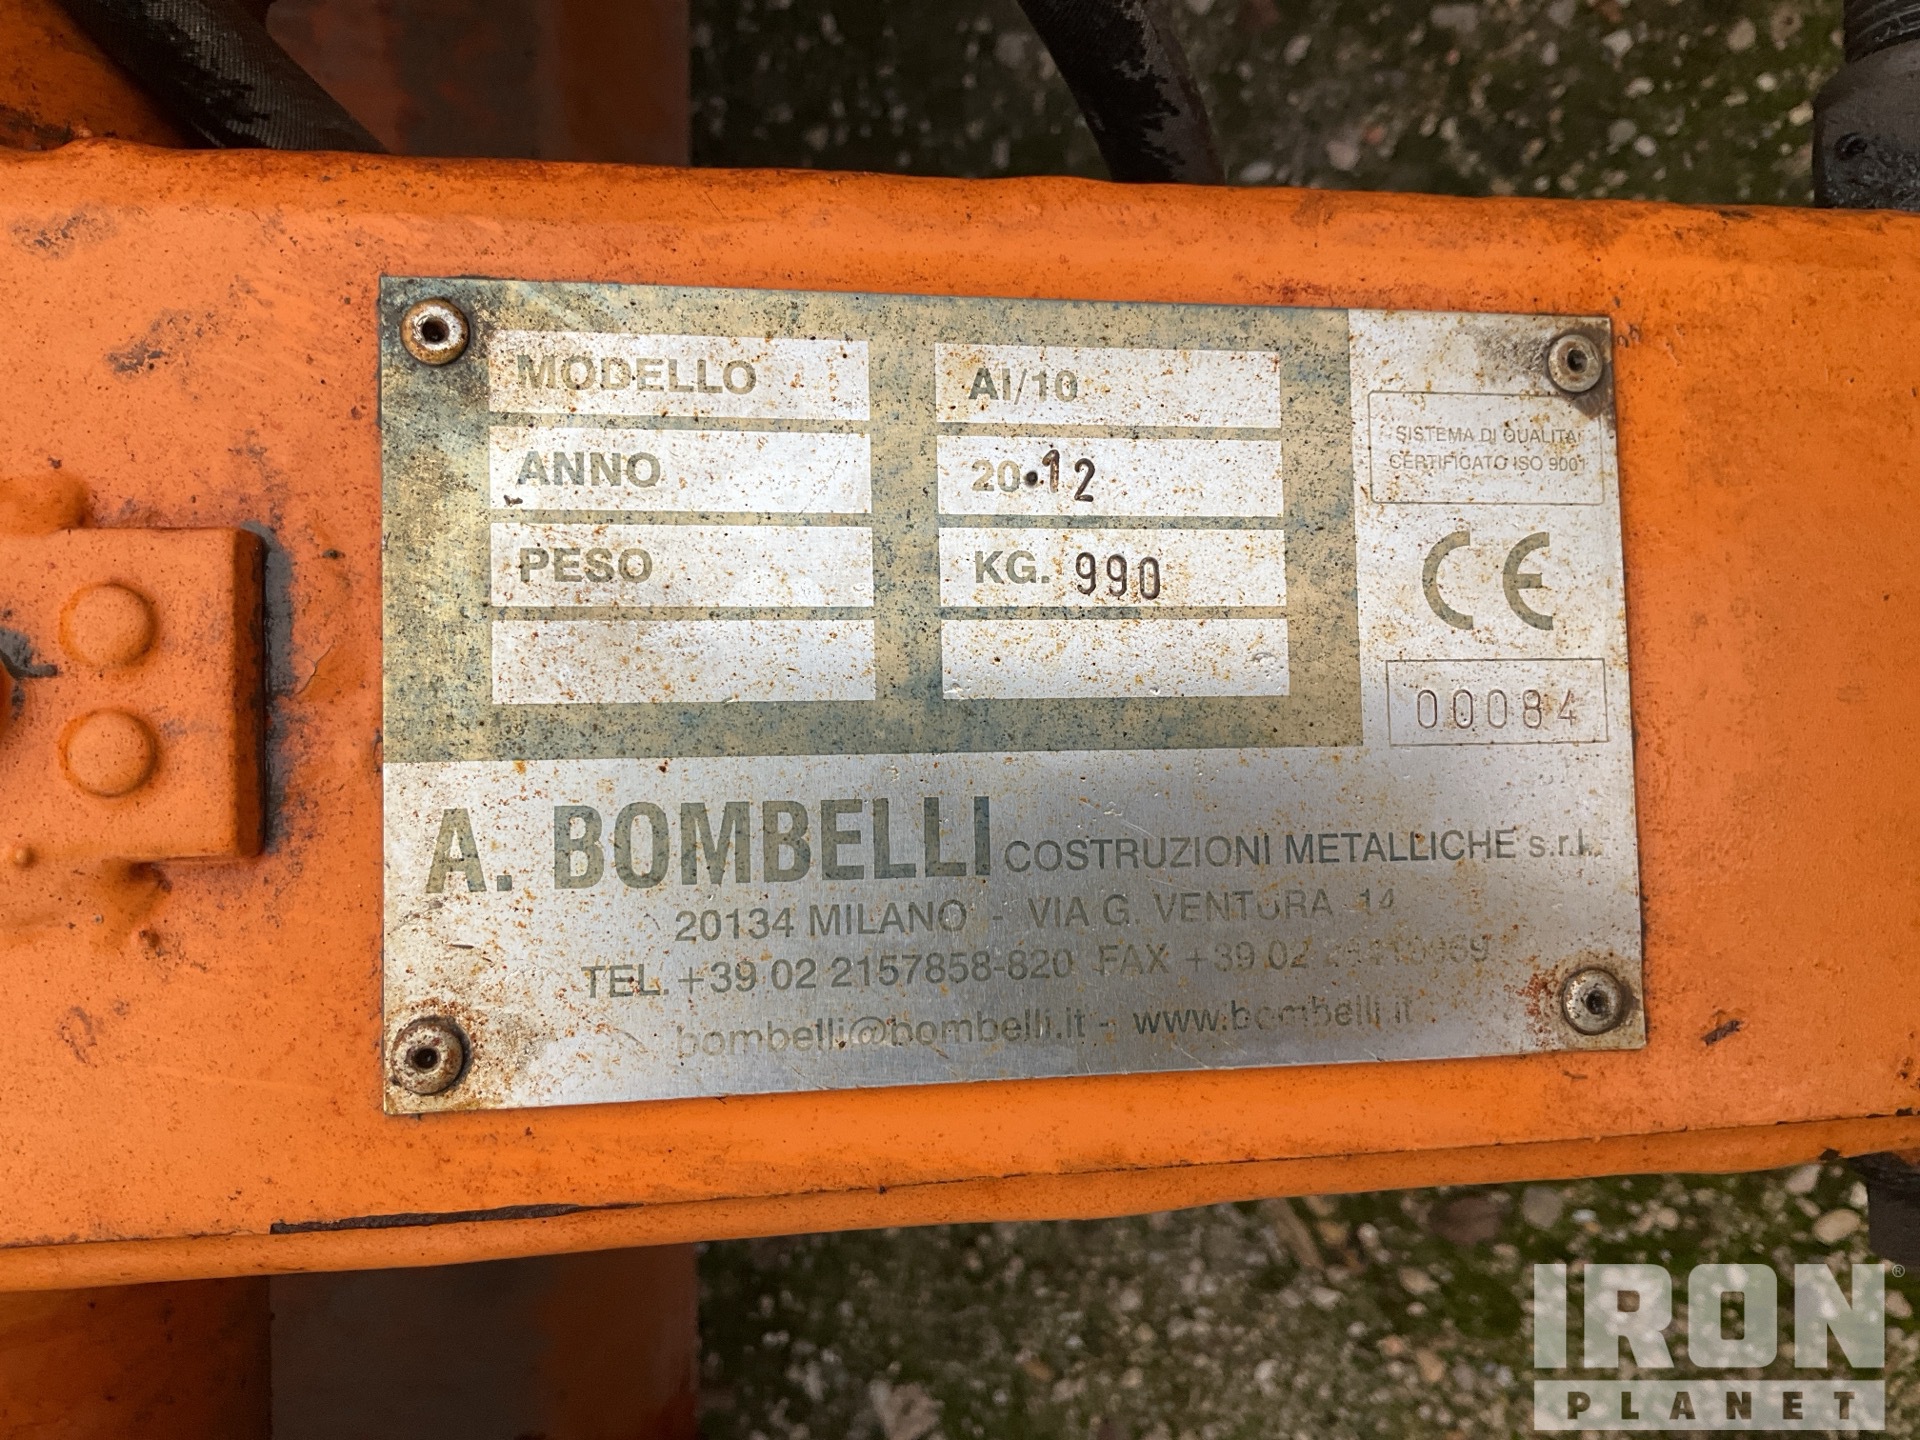 MODELLO AI/10
ANNO 20.12
PESO KG. 990
SISTEMA DI QUALITA'
CERTIFICATO ISO 9001
CE
00084
A. BOMBELLI COSTRUZIONI METALLICHE s.r.l.
20134 MILANO - VIA G. VENTURA 14
TEL. +39 02 2157858-820 FAX +39 02
bombelli@bombelli.it - www.bombelli.it
IRON
PLANET